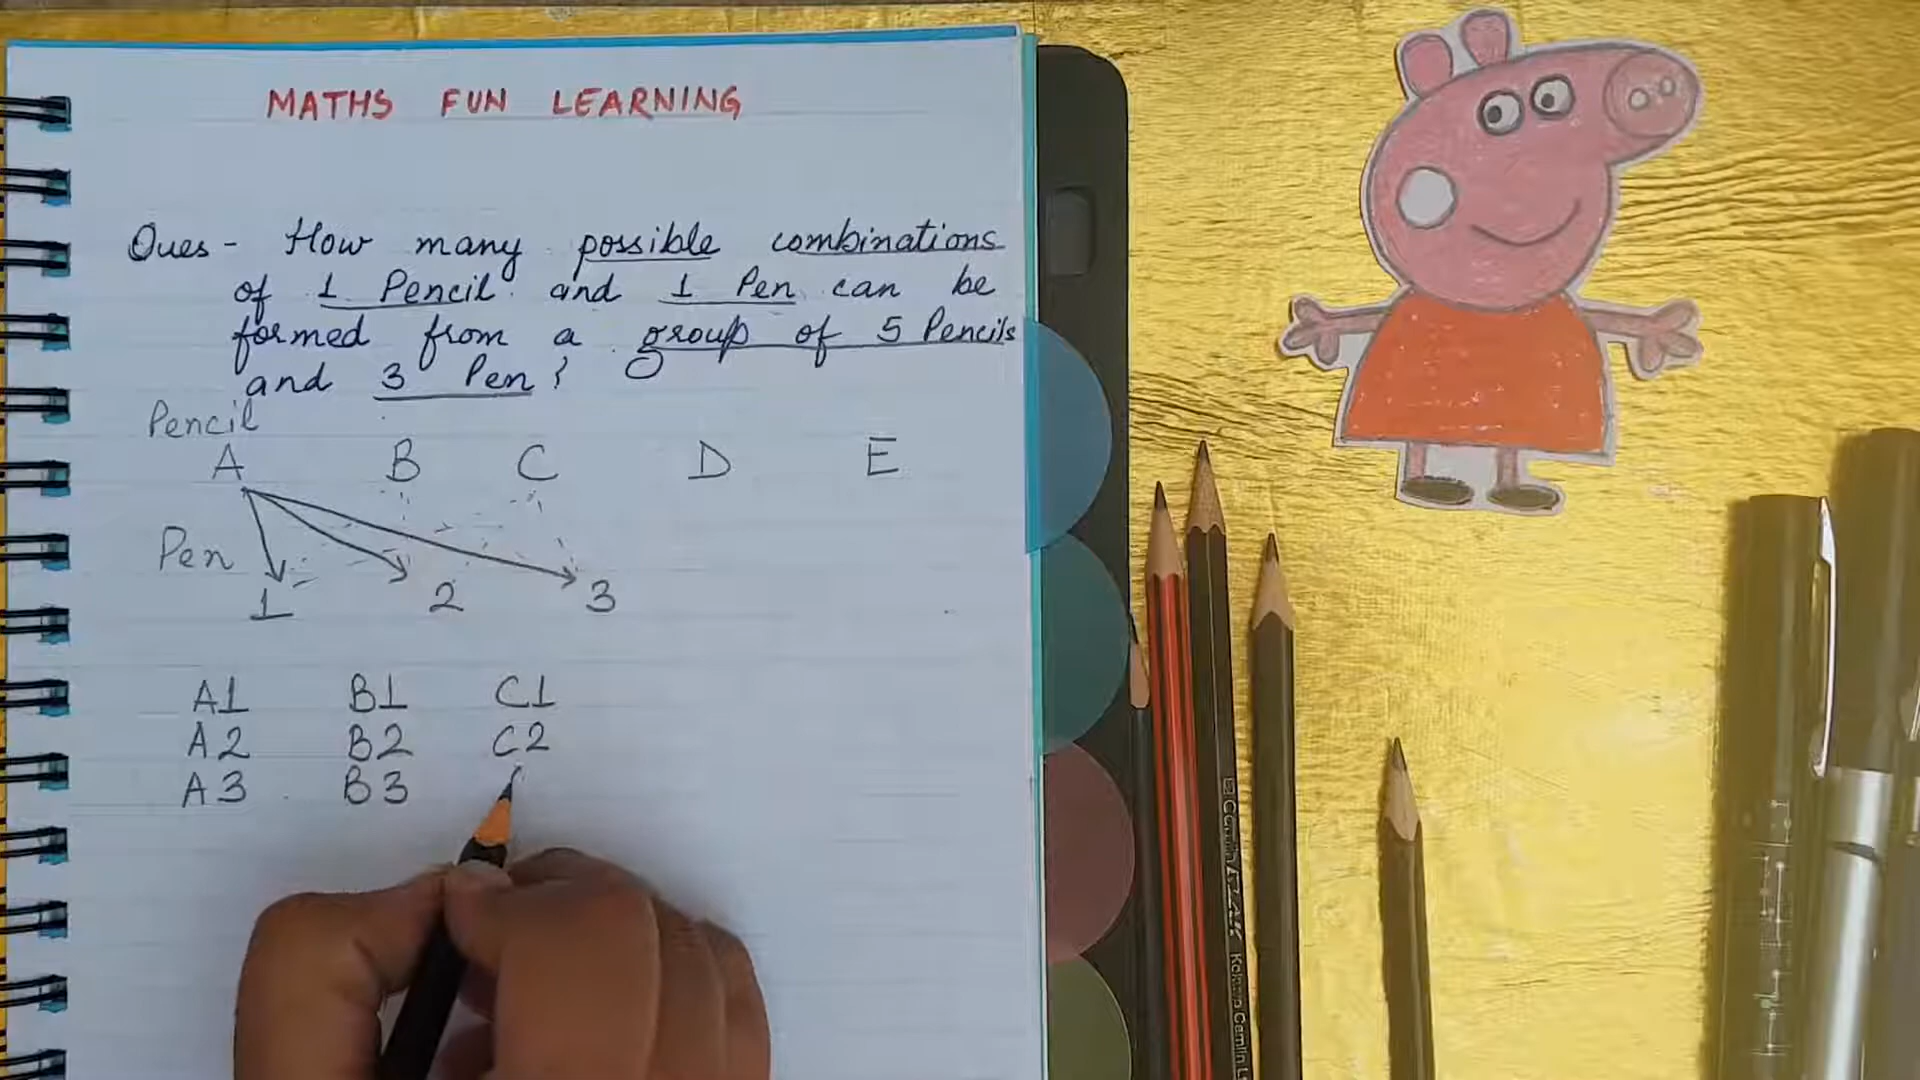 MATHS FUN LEARNING
Ques - How many possible combinations
of 1 Pencil and 1 Pen can be
formed from a group of 5 Pencils
and 3 Pen?
Pencil
A B C D E
Pen
1 2 3
A1 B1 C1
A2 B2 C2
A3 B3